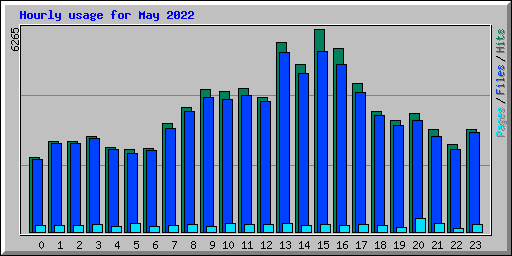 Hourly usage for May 2022
6265
Pages/Files/Hits
0 1 2 3 4 5 6 7 8 9 10 11 12 13 14 15 16 17 18 19 20 21 22 23